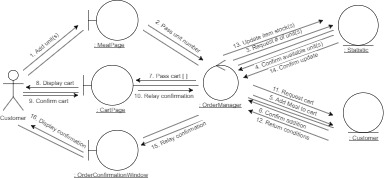 1. Add unit(s)
: MealPage
2. Pass unit number
13. Update item stock(s)
3. Request # of unit(s)
4. Confirm available unit(s)
14. Confirm update
: Statistic
8. Display cart
9. Confirm cart
Customer
: CartPage
7. Pass cart [ ]
10. Relay confirmation
: OrderManager
11. Request cart
5. Add Meal to cart
6. Confirm addition
12. Return conditions
: Customer
16. Display confirmation
: OrderConfirmationWindow
15. Relay confirmation